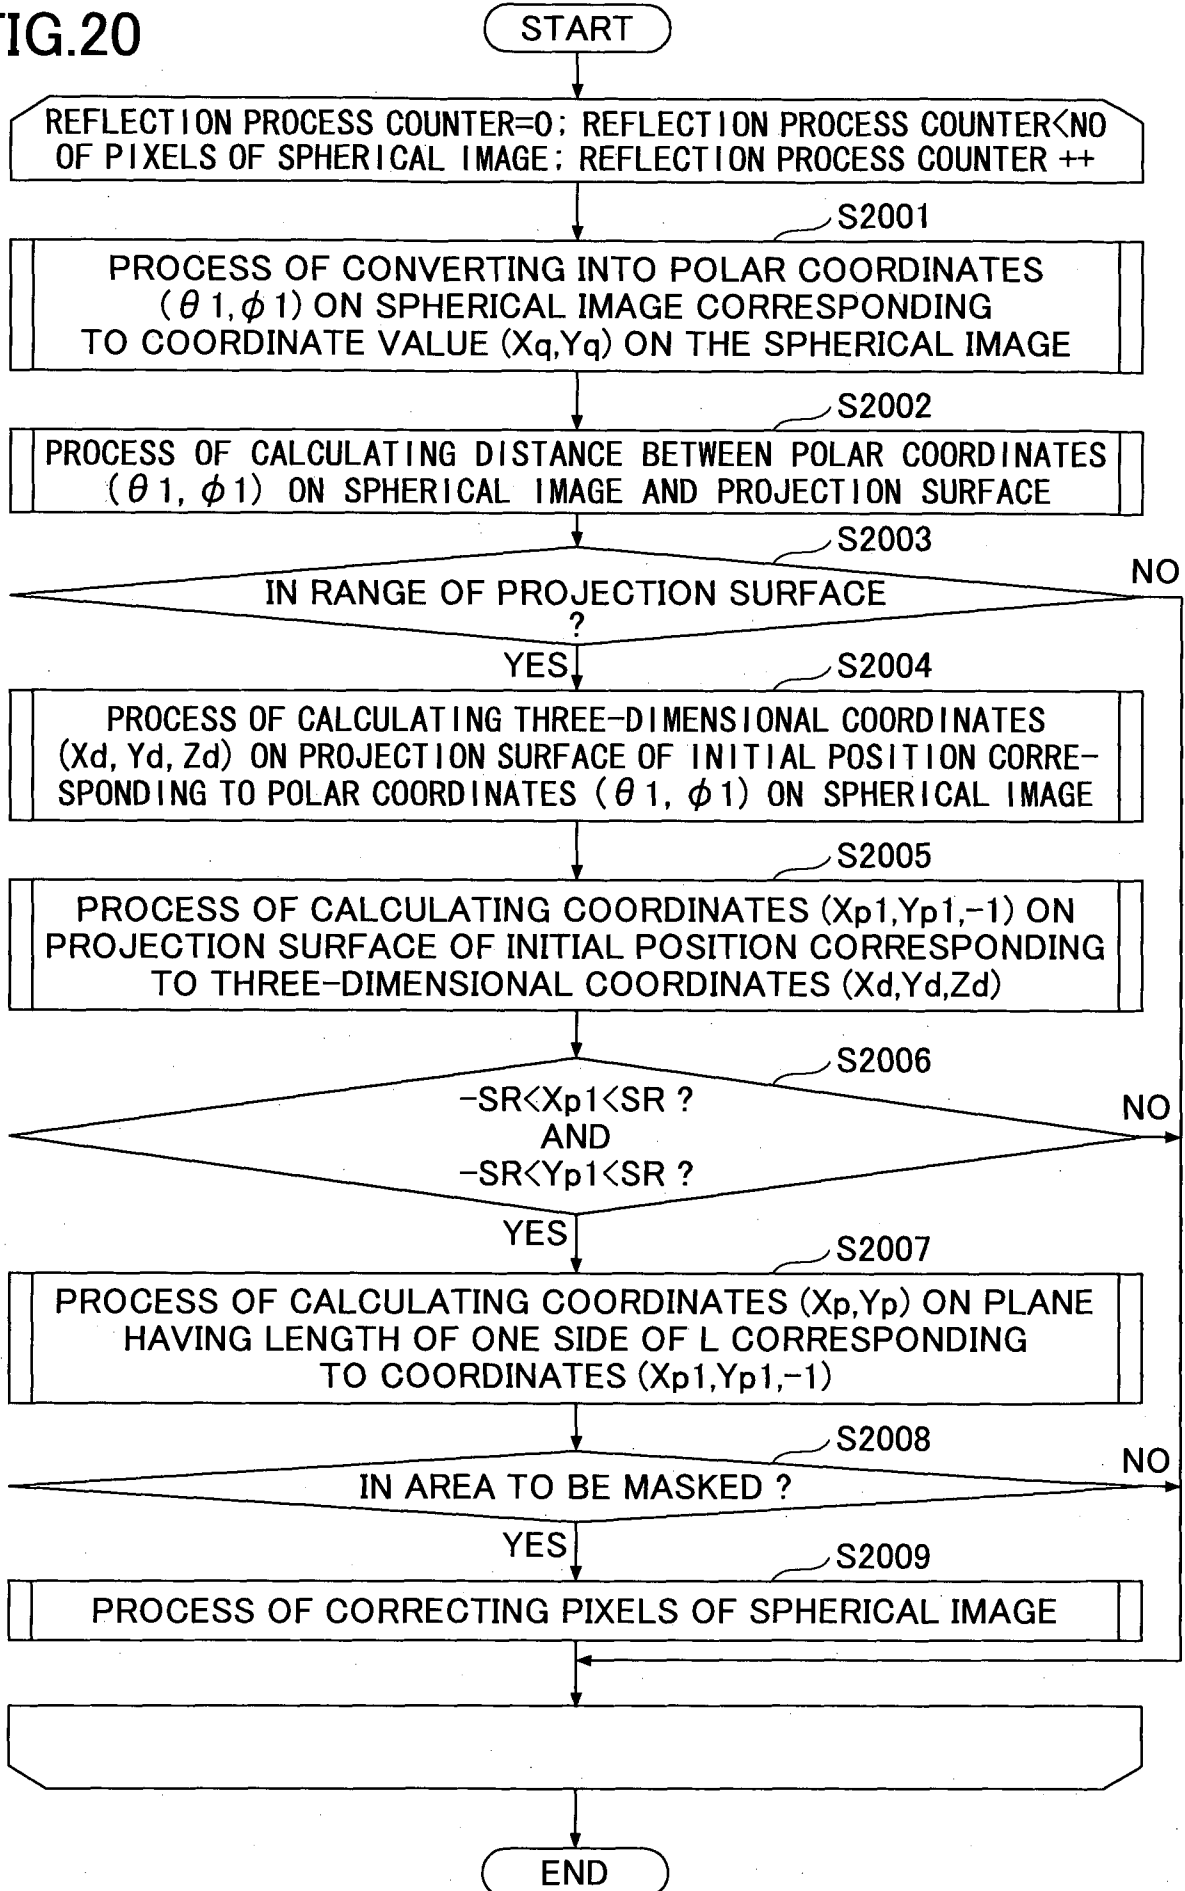 FIG.20
START
REFLECTION PROCESS COUNTER=0; REFLECTION PROCESS COUNTER<NO
OF PIXELS OF SPHERICAL IMAGE; REFLECTION PROCESS COUNTER ++
S2001
PROCESS OF CONVERTING INTO POLAR COORDINATES
(θ1,φ1) ON SPHERICAL IMAGE CORRESPONDING
TO COORDINATE VALUE (Xq,Yq) ON THE SPHERICAL IMAGE
S2002
PROCESS OF CALCULATING DISTANCE BETWEEN POLAR COORDINATES
(θ1, φ1) ON SPHERICAL IMAGE AND PROJECTION SURFACE
S2003
NO
IN RANGE OF PROJECTION SURFACE
?
YES
S2004
PROCESS OF CALCULATING THREE-DIMENSIONAL COORDINATES
(Xd, Yd, Zd) ON PROJECTION SURFACE OF INITIAL POSITION CORRE-
SPONDING TO POLAR COORDINATES (θ1, φ1) ON SPHERICAL IMAGE
S2005
PROCESS OF CALCULATING COORDINATES (Xp1,Yp1,-1) ON
PROJECTION SURFACE OF INITIAL POSITION CORRESPONDING
TO THREE-DIMENSIONAL COORDINATES (Xd,Yd,Zd)
S2006
-SR<Xp1<SR ?
NO
AND
-SR<Yp1<SR ?
YES
S2007
PROCESS OF CALCULATING COORDINATES (Xp,Yp) ON PLANE
HAVING LENGTH OF ONE SIDE OF L CORRESPONDING
TO COORDINATES (Xp1,Yp1,-1)
S2008
NO
IN AREA TO BE MASKED ?
YES
S2009
PROCESS OF CORRECTING PIXELS OF SPHERICAL IMAGE
END